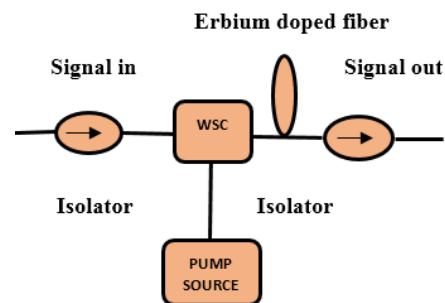 Erbium doped fiber
Signal in
Signal out
WSC
Isolator
Isolator
PUMP
SOURCE